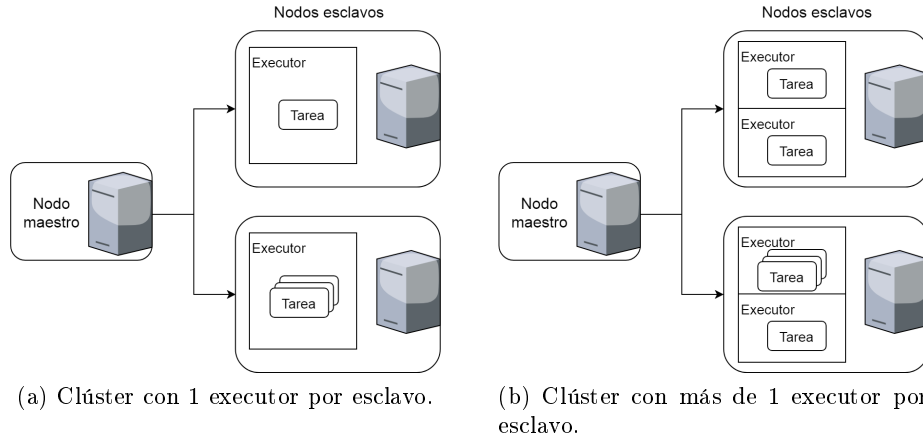 Nodos esclavos
Executor
Tarea
Nodo
maestro
Executor
Tarea
(a) Clúster con 1 executor por esclavo.
Nodos esclavos
Executor
Tarea
Executor
Tarea
Nodo
maestro
Executor
Tarea
Executor
Tarea
(b) Clúster con más de 1 executor por
esclavo.